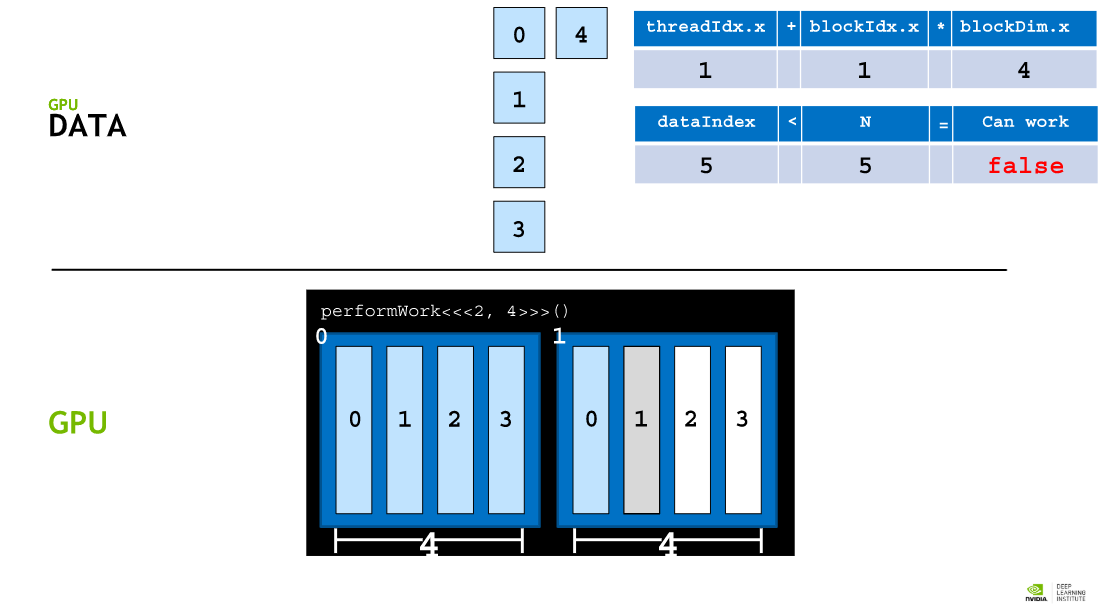 0 4
1
2
3
GPU
DATA
threadIdx.x + blockIdx.x * blockDim.x
1 1 4
dataIndex < N = Can work
5 5 false
performWork<<<2, 4>>>()
0 1
0 1 2 3 0 1 2 3
4 4
GPU
NVIDIA.
DEEP
LEARNING
INSTITUTE